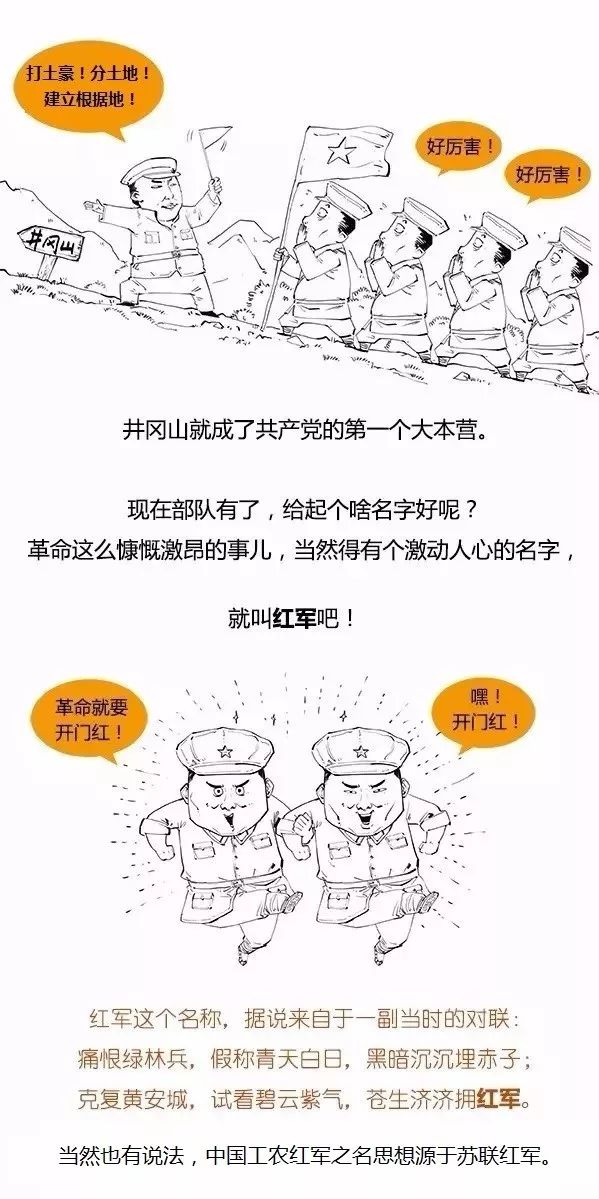 打土豪！分土地！
建立根据地！
好厉害！
好厉害！
井冈山
井冈山就成了共产党的第一个大本营。
现在部队有了，给起个啥名字好呢？
革命这么慷慨激昂的事儿，当然得有个激动人心的名字，
就叫红军吧！
革命就要
开门红！
嘿！
开门红！
红军这个名称，据说来自于一副当时的对联：
痛恨绿林兵，假称青天白日，黑暗沉沉埋赤子；
克复黄安城，试看碧云紫气，苍生济济拥红军。
当然也有说法，中国工农红军之名思想源于苏联红军。